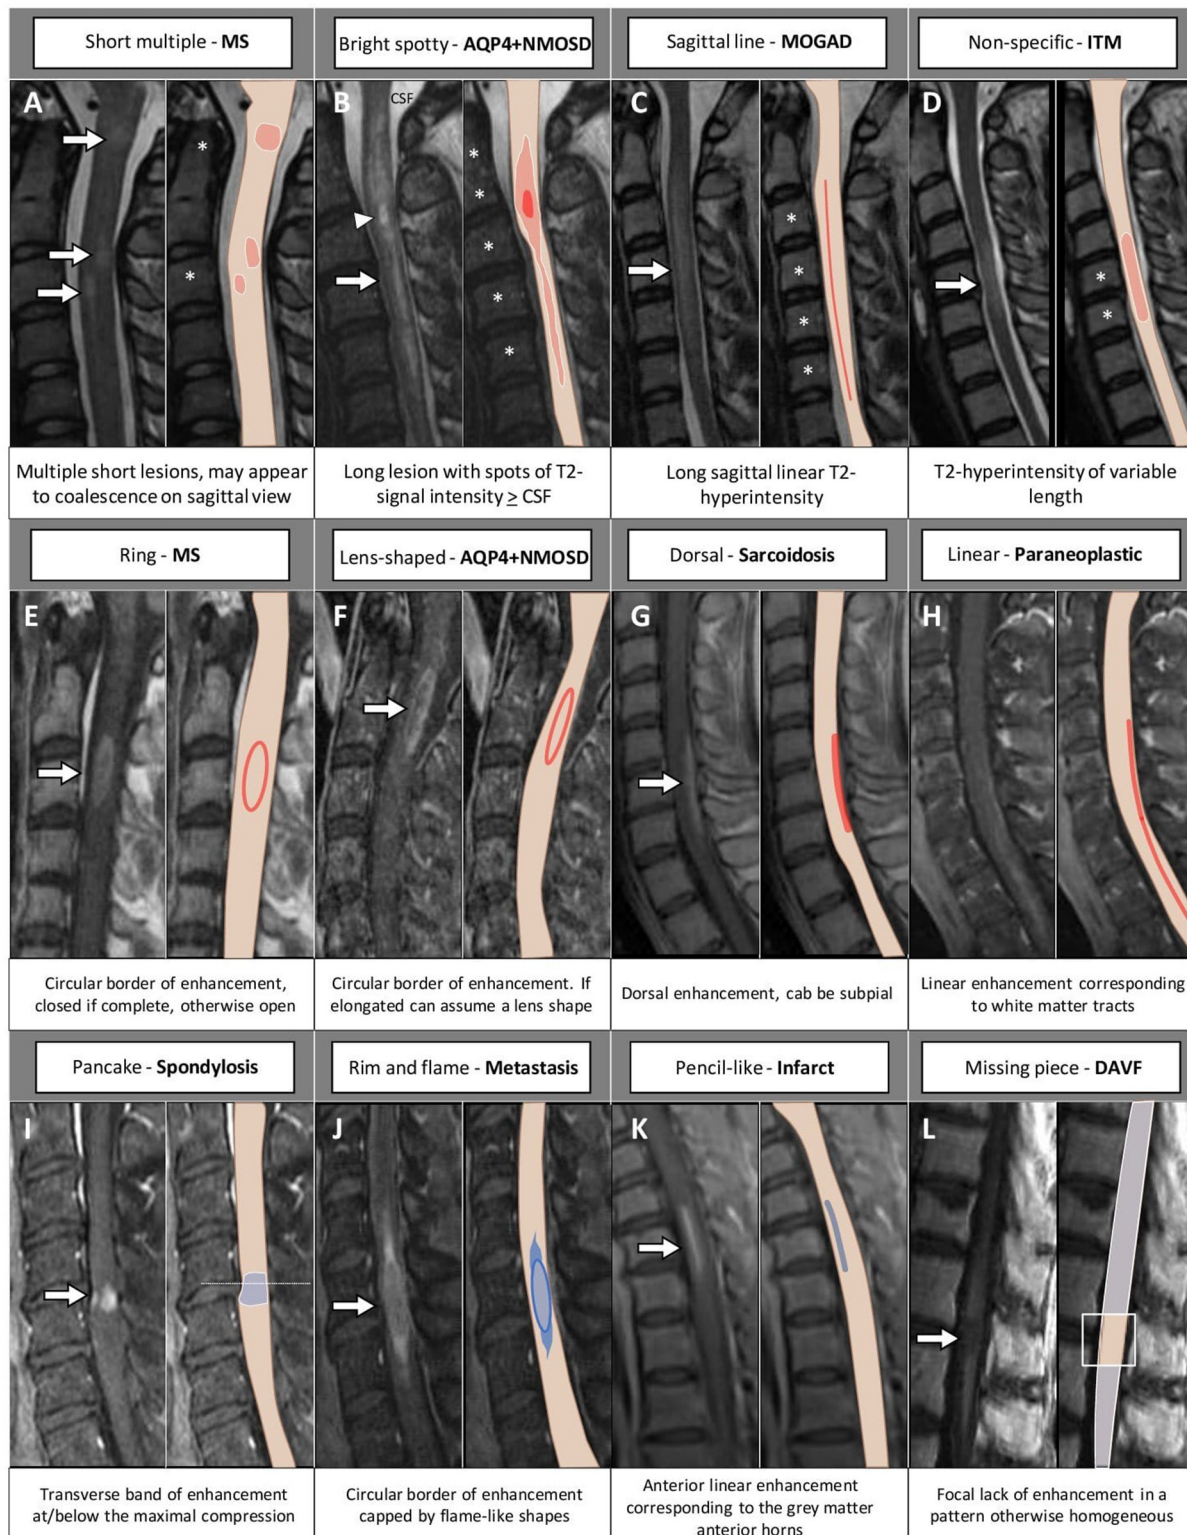 Short multiple - MS
Bright spotty - AQP4+NMOSD
Sagittal line - MOGAD
Non-specific - ITM
A
*
*
B
CSF
*
*
*
*
*
C
*
*
*
*
D
*
*
Multiple short lesions, may appear
to coalescence on sagittal view
Long lesion with spots of T2-
signal intensity ≥ CSF
Long sagittal linear T2-
hyperintensity
T2-hyperintensity of variable
length
Ring - MS
Lens-shaped - AQP4+NMOSD
Dorsal - Sarcoidosis
Linear - Paraneoplastic
E
F
G
H
Circular border of enhancement,
closed if complete, otherwise open
Circular border of enhancement. If
elongated can assume a lens shape
Dorsal enhancement, cab be subpial
Linear enhancement corresponding
to white matter tracts
Pancake - Spondylosis
Rim and flame - Metastasis
Pencil-like - Infarct
Missing piece - DAVF
I
J
K
L
Transverse band of enhancement
at/below the maximal compression
Circular border of enhancement
capped by flame-like shapes
Anterior linear enhancement
corresponding to the grey matter
anterior horns
Focal lack of enhancement in a
pattern otherwise homogeneous